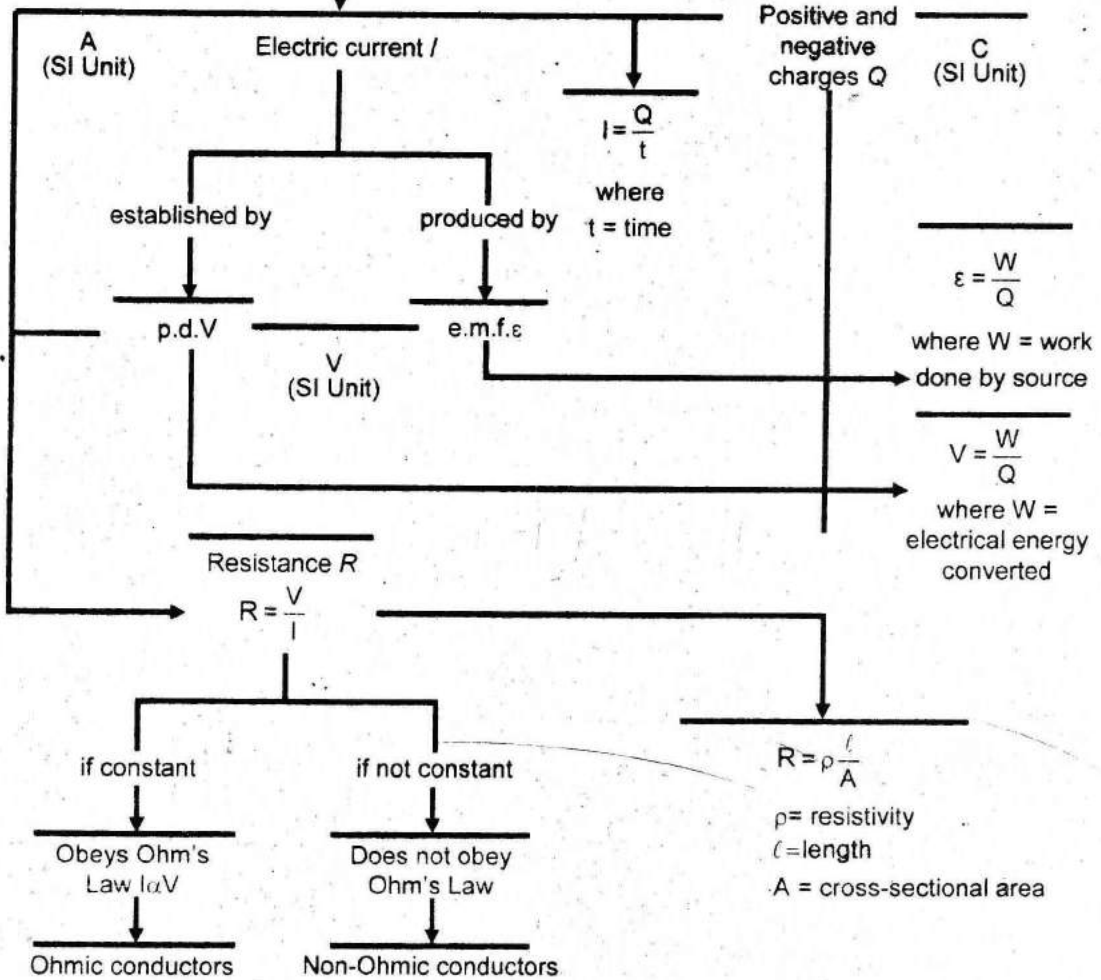 A
(SI Unit)
Electric current I
I = Q/t
where
t = time
Positive and
negative
charges Q
C
(SI Unit)
established by
produced by
p.d.V
V
(SI Unit)
e.m.f.ε
ε = W/Q
where W = work
done by source
V = W/Q
where W =
electrical energy
converted
Resistance R
R = V/I
if constant
if not constant
Obeys Ohm's
Law IαV
Does not obey
Ohm's Law
Ohmic conductors
Non-Ohmic conductors
R = ρ ℓ/A
ρ= resistivity
ℓ=length
A = cross-sectional area